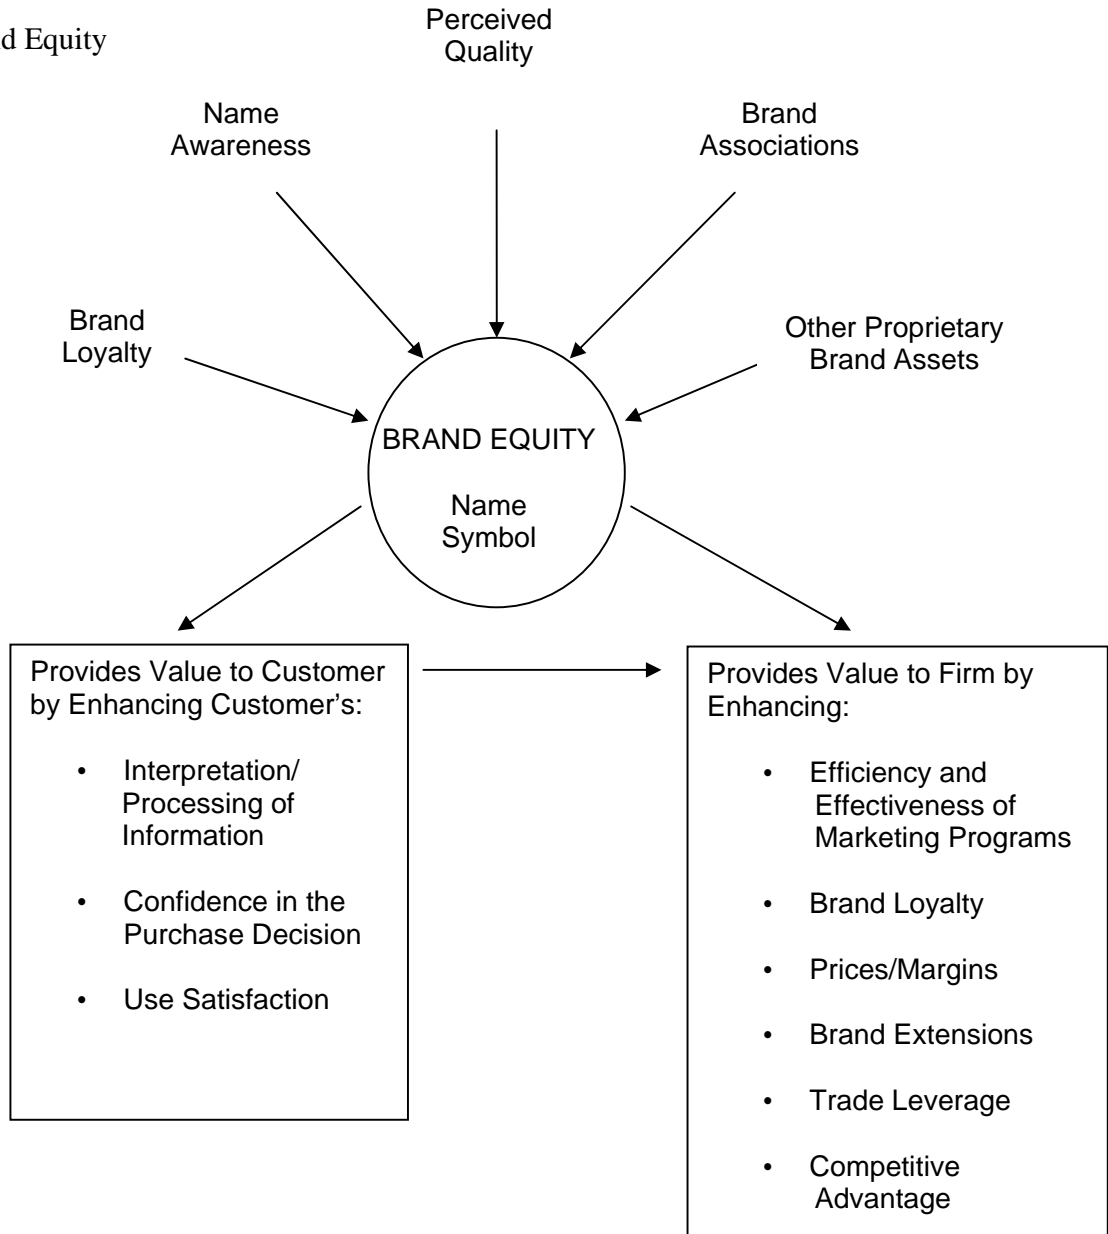 d Equity
Perceived
Quality
Name
Awareness
Brand
Associations
Brand
Loyalty
Other Proprietary
Brand Assets
BRAND EQUITY
Name
Symbol
Provides Value to Customer
by Enhancing Customer's:
• Interpretation/
Processing of
Information
• Confidence in the
Purchase Decision
• Use Satisfaction
Provides Value to Firm by
Enhancing:
• Efficiency and
Effectiveness of
Marketing Programs
• Brand Loyalty
• Prices/Margins
• Brand Extensions
• Trade Leverage
• Competitive
Advantage